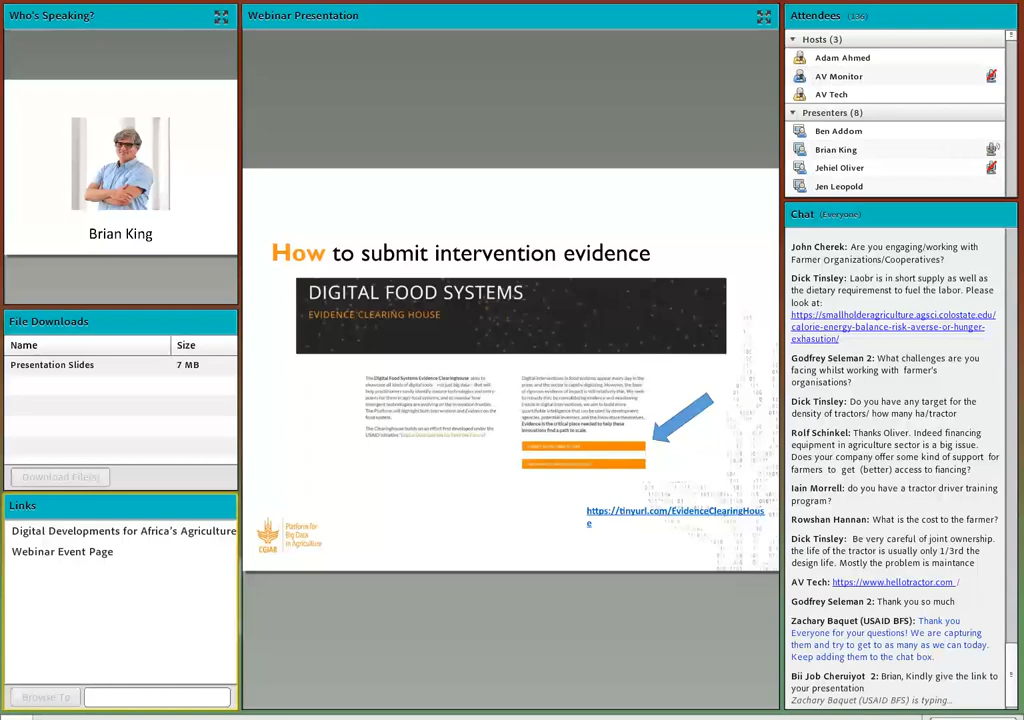 Who's Speaking?
Brian King
File Downloads
Name Size
Presentation Slides 7 MB
Download File(s)
Links
Digital Developments for Africa's Agriculture
Webinar Event Page
Browse To
Webinar Presentation
How to submit intervention evidence
DIGITAL FOOD SYSTEMS
EVIDENCE CLEARING HOUSE
https://tinyurl.com/EvidenceClearingHous
e
CGIAR
Platform for
Big Data
in Agriculture
Attendees (136)
Hosts (3)
Adam Ahmed
AV Monitor
AV Tech
Presenters (8)
Ben Addom
Brian King
Jehiel Oliver
Jen Leopold
Chat (Everyone)
John Cherek: Are you engaging/working with
Farmer Organizations/Cooperatives?
Dick Tinsley: Laobr is in short supply as well as
the dietary requiremenst to fuel the labor. Please
look at:
https://smallholderagriculture.agsci.colostate.edu/
calorie-energy-balance-risk-averse-or-hunger-
exhasution/
Godfrey Seleman 2: What challenges are you
facing whilst working with farmer's
organisations?
Dick Tinsley: Do you have any target for the
density of tractors/ how many ha/tractor
Rolf Schinkel: Thanks Oliver. Indeed financing
equipment in agriculture sector is a big issue.
Does your company offer some kind of support for
farmers to get (better) access to fiancing?
Iain Morrell: do you have a tractor driver training
program?
Rowshan Hannan: What is the cost to the farmer?
Dick Tinsley: Be very careful of joint ownership.
the life of the tractor is usually only 1/3rd the
design life. Mostly the problem is maintance
AV Tech: https://www.hellotractor.com /
Godfrey Seleman 2: Thank you so much
Zachary Baquet (USAID BFS): Thank you
Everyone for your questions! We are capturing
them and try to get to as many as we can today.
Keep adding them to the chat box.
Bii Job Cheruiyot 2: Brian, Kindly give the link to
your presentation
Zachary Baquet (USAID BFS) is typing...